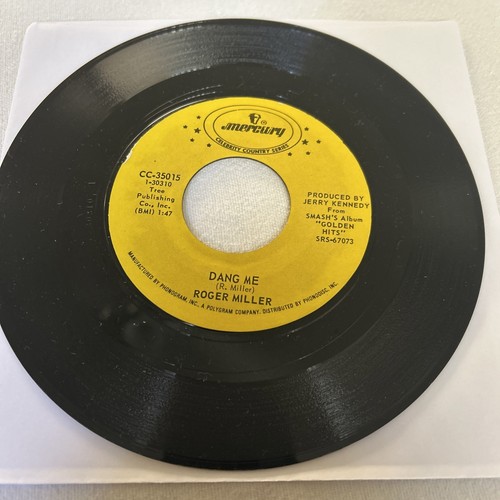 mercury
CELEBRITY COUNTRY SERIES
CC-35015
1-30310
Tree
Publishing
Co., Inc.
(BMI) 1:47
PRODUCED BY
JERRY KENNEDY
From
SMASH'S Album
"GOLDEN
HITS"
SRS-67073
DANG ME
(R. Miller)
ROGER MILLER
MANUFACTURED BY PHONOGRAM, INC., A POLYGRAM COMPANY. DISTRIBUTED BY PHONODISC, INC.